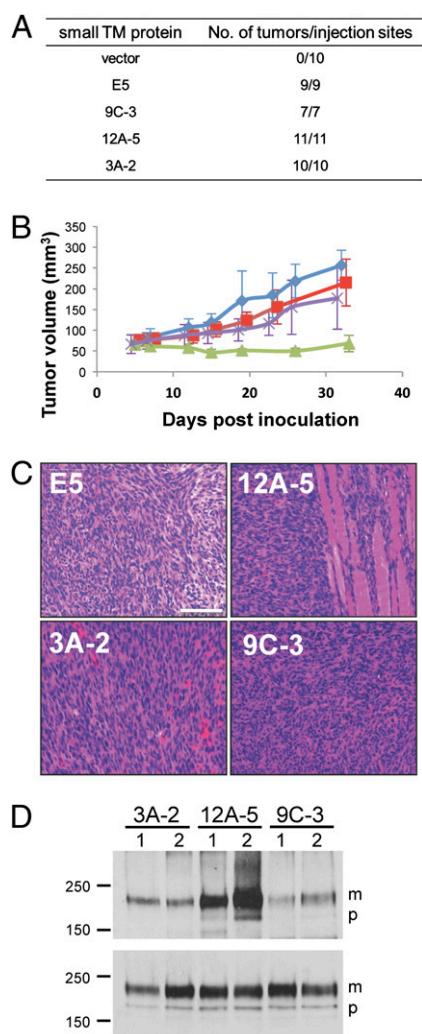 A
small TM protein No. of tumors/injection sites
vector 0/10
E5 9/9
9C-3 7/7
12A-5 11/11
3A-2 10/10
B
Tumor volume (mm³)
350
300
250
200
150
100
50
0
0 10 20 30 40
Days post inoculation
C
E5 12A-5
3A-2 9C-3
D
3A-2 12A-5 9C-3
1 2 1 2 1 2
250
m
p
150
250
m
p
150